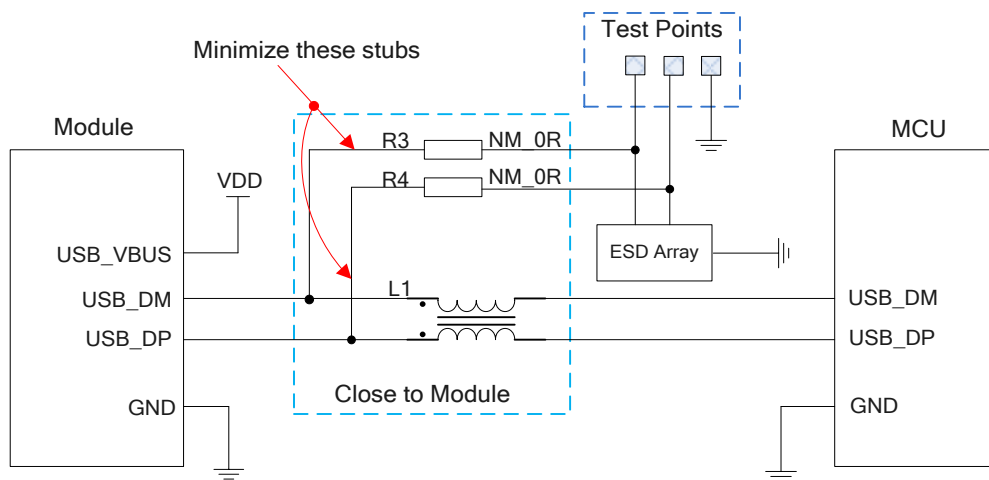 Test Points
Minimize these stubs
Module
MCU
R3 NM_0R
VDD
R4 NM_0R
ESD Array
USB_VBUS
USB_DM L1 USB_DM
USB_DP USB_DP
Close to Module
GND GND